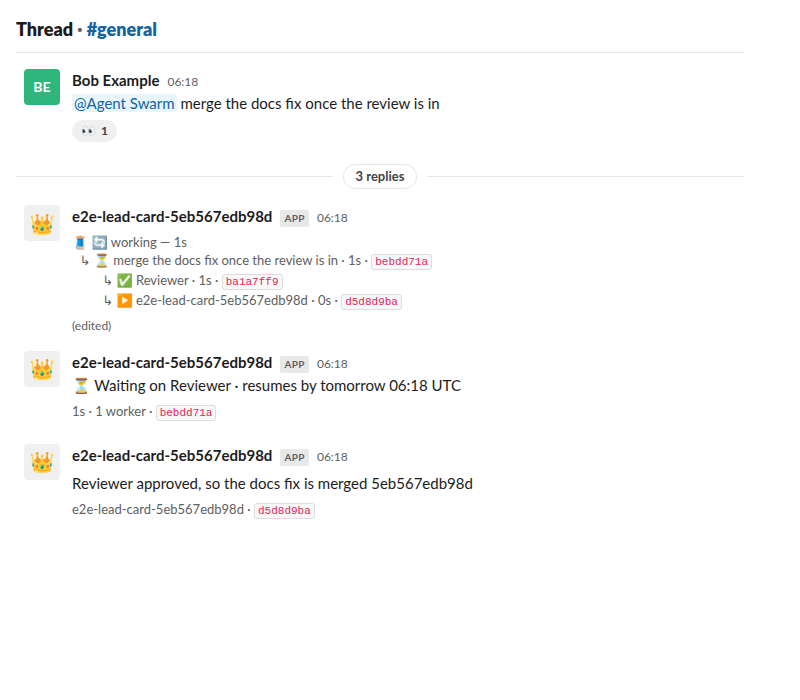 Thread • #general
BE
Bob Example 06:18
@Agent Swarm merge the docs fix once the review is in
👀 1
3 replies
e2e-lead-card-5eb567edb98d APP 06:18
🧵 🔄 working — 1s
↳ ⏳ merge the docs fix once the review is in · 1s · bebdd71a
↳ ✅ Reviewer · 1s · ba1a7ff9
↳ ▶️ e2e-lead-card-5eb567edb98d · 0s · d5d8d9ba
(edited)
e2e-lead-card-5eb567edb98d APP 06:18
⏳ Waiting on Reviewer · resumes by tomorrow 06:18 UTC
1s · 1 worker · bebdd71a
e2e-lead-card-5eb567edb98d APP 06:18
Reviewer approved, so the docs fix is merged 5eb567edb98d
e2e-lead-card-5eb567edb98d · d5d8d9ba